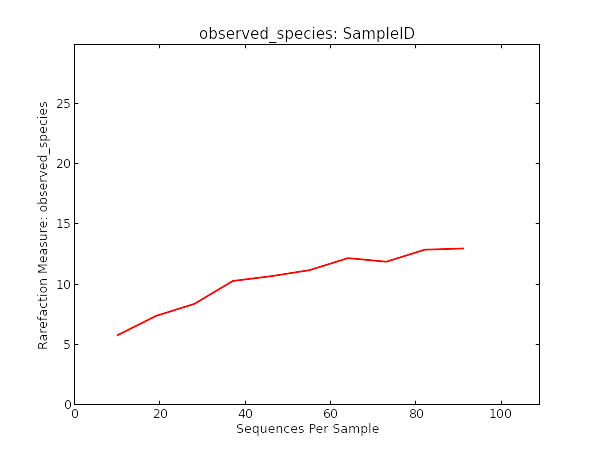 observed_species: SampleID
Rarefaction Measure: observed_species
25
20
15
10
5
0
0 20 40 60 80 100
Sequences Per Sample